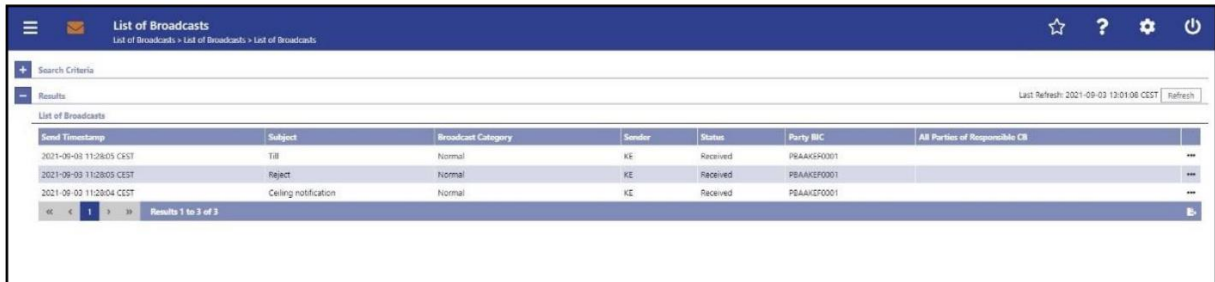 List of Broadcasts
List of Broadcasts > List of Broadcasts > List of Broadcasts
Search Criteria
Results Last Refresh: 2021-09-03 13:01:08 CEST Refresh
List of Broadcasts
Send Timestamp Subject Broadcast Category Sender Status Party BIC All Parties of Responsible CB
2021-09-03 11:28:05 CEST Till Normal KE Received PBAAKEF0001
2021-09-03 11:28:05 CEST Reject Normal KE Received PBAAKEF0001
2021-09-03 11:28:04 CEST Ceiling notification Normal KE Received PBAAKEF0001
1 Results 1 to 3 of 3